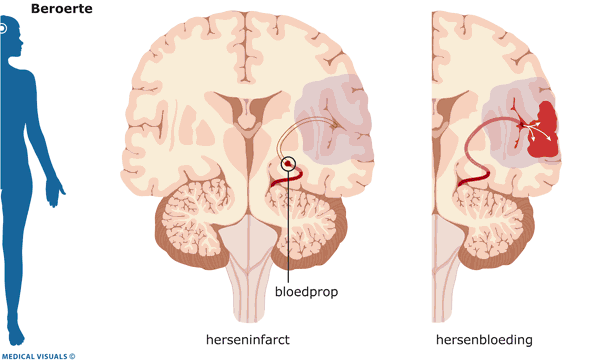 Beroerte
bloedprop
herseninfarct
hersenbloeding
MEDICAL VISUALS ©